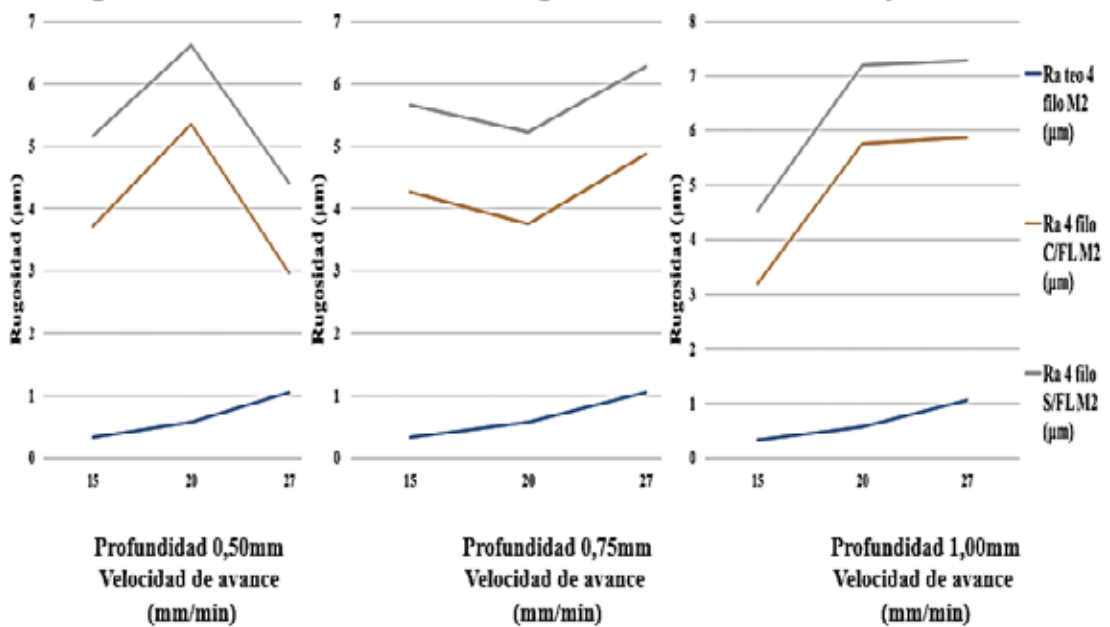 7
6
5
4
3
2
1
0
Rugosidad (μm)
15 20 27
Profundidad 0,50mm
Velocidad de avance
(mm/min)
7
6
5
4
3
2
1
0
Rugosidad (μm)
15 20 27
Profundidad 0,75mm
Velocidad de avance
(mm/min)
8
7
6
5
4
3
2
1
0
Rugosidad (μm)
15 20 27
Profundidad 1,00mm
Velocidad de avance
(mm/min)
Ra teo 4
filo M2
(μm)
Ra 4 filo
C/FL M2
(μm)
Ra 4 filo
S/FL M2
(μm)